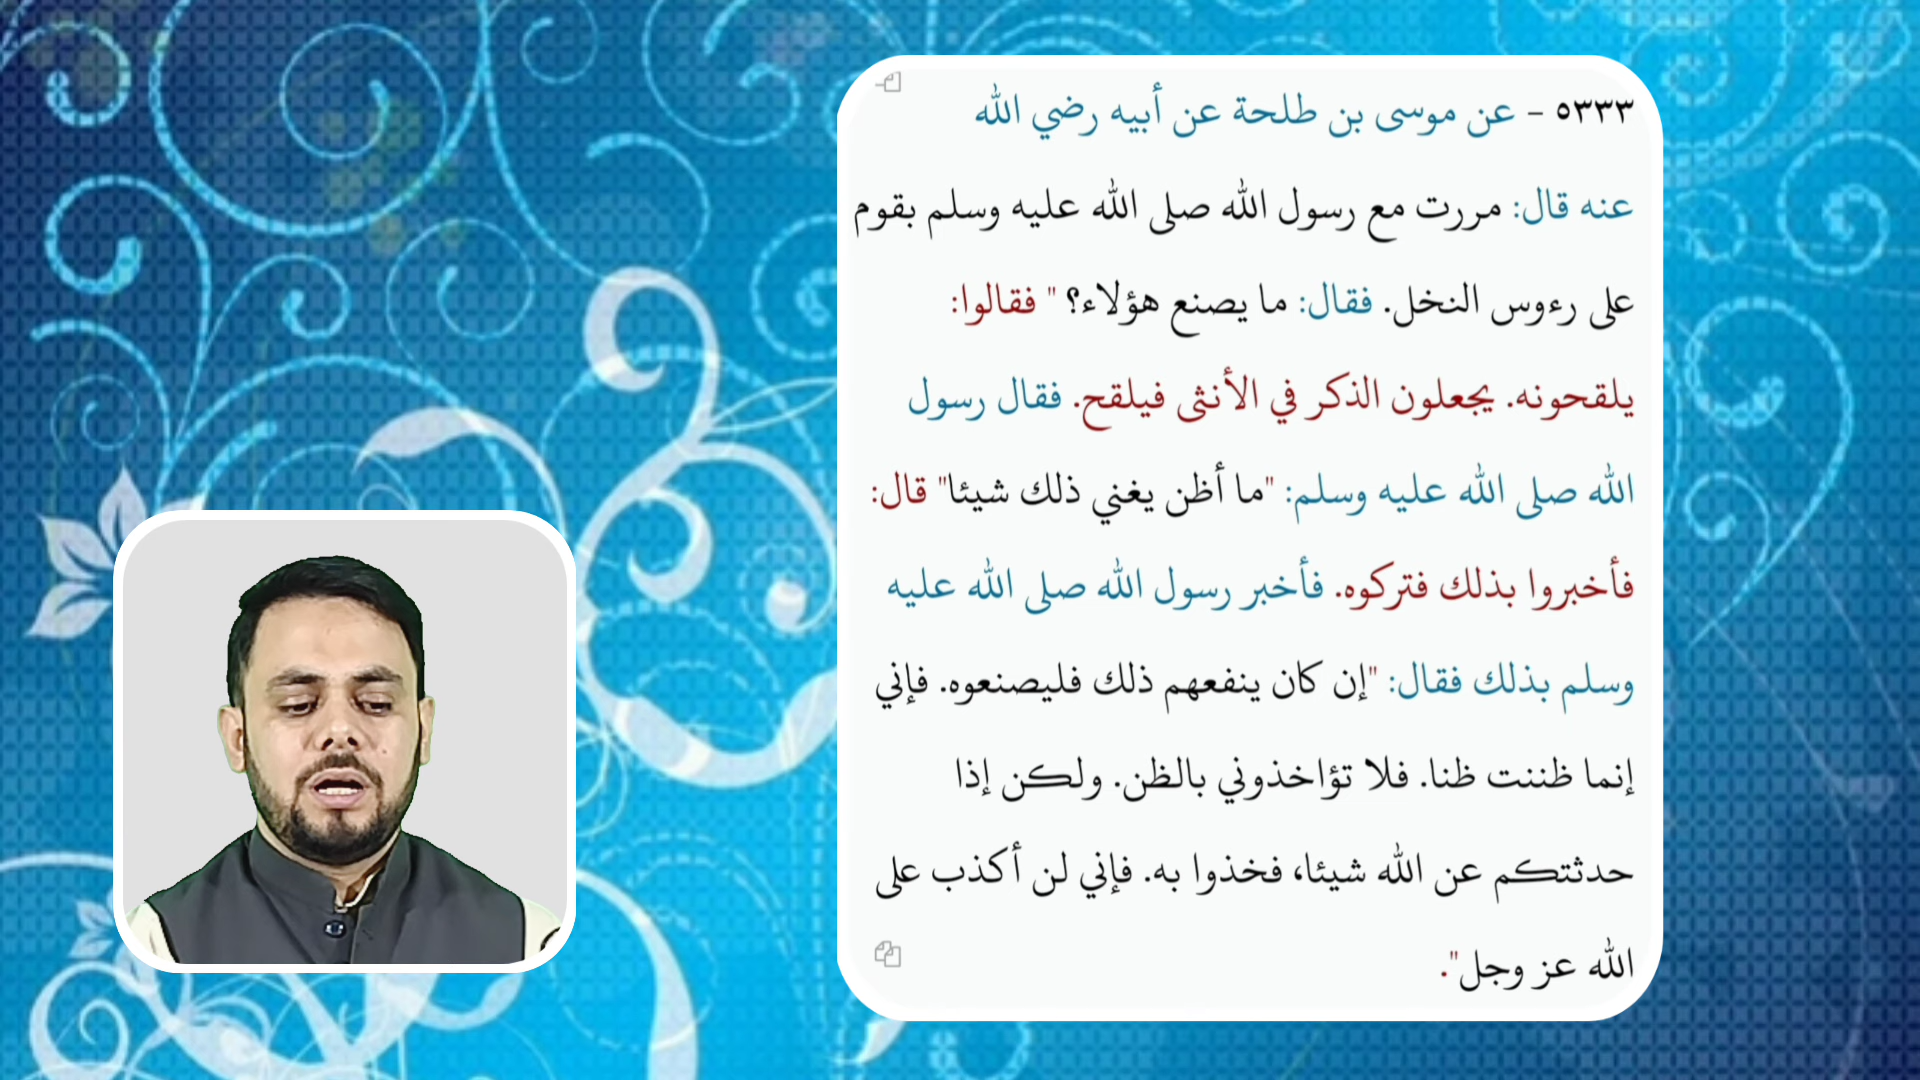 ٥٣٣٣ - عن موسى بن طلحة عن أبيه رضي الله
عنه قال: مررت مع رسول الله صلى الله عليه وسلم بقوم
على رءوس النخل. فقال: ما يصنع هؤلاء؟ " فقالوا:
يلقحونه. يجعلون الذكر في الأنثى فيلقح. فقال رسول
الله صلى الله عليه وسلم: "ما أظن يغني ذلك شيئا" قال:
فأخبروا بذلك فتركوه. فأخبر رسول الله صلى الله عليه
وسلم بذلك فقال: "إن كان ينفعهم ذلك فليصنعوه. فإني
إنما ظننت ظنا. فلا تؤاخذوني بالظن. ولكن إذا
حدثتكم عن الله شيئا، فخذوا به. فإني لن أكذب على
الله عز وجل".